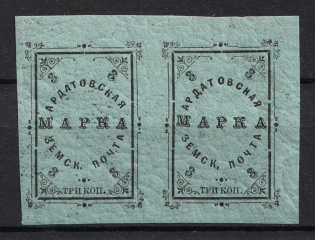 3 3 3 3
АРДАТОВСКАЯ АРДАТОВСКАЯ
МАРКА МАРКА
ЗЕМСК. ПОЧТА ЗЕМСК. ПОЧТА
3 3 3 3
ТРИ КОП. ТРИ КОП.